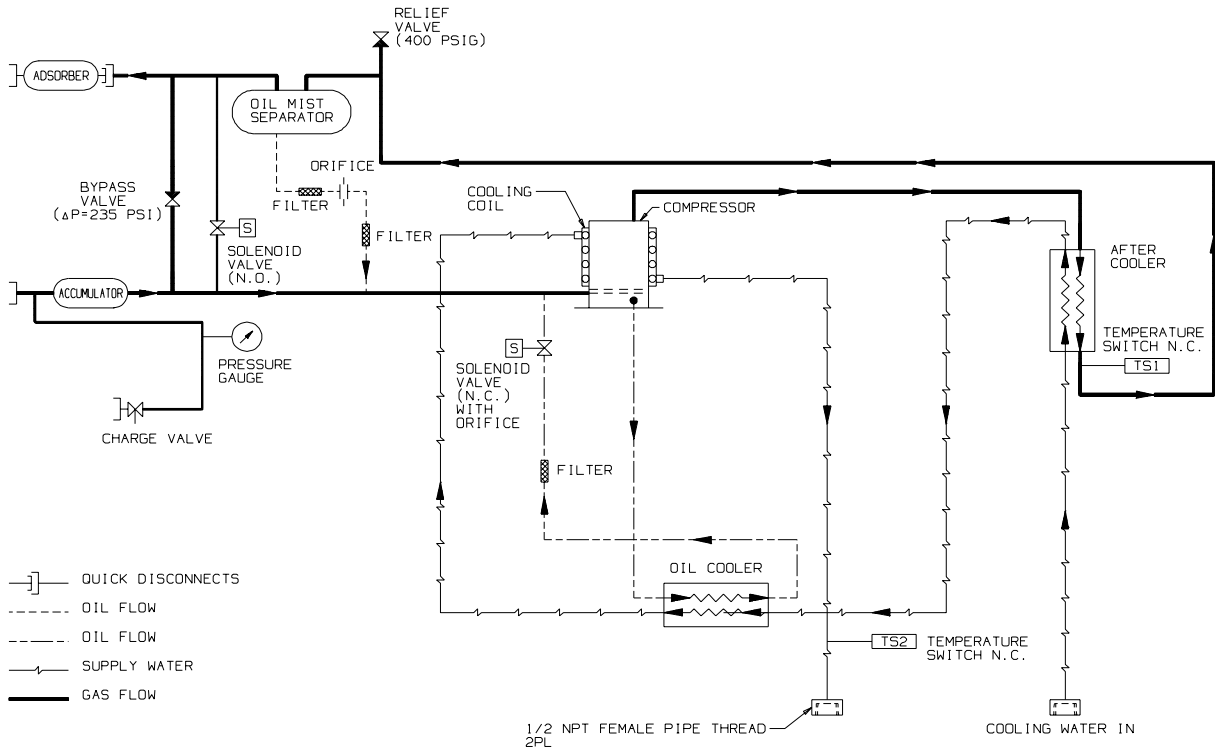 RELIEF
VALVE
(400 PSIG)
ADSORBER
OIL MIST
SEPARATOR
ORIFICE
FILTER
FILTER
BYPASS
VALVE
(ΔP=235 PSI)
S
SOLENOID
VALVE
(N.O.)
COOLING
COIL
COMPRESSOR
AFTER
COOLER
ACCUMULATOR
PRESSURE
GAUGE
CHARGE VALVE
S
SOLENOID
VALVE
(N.C.)
WITH
ORIFICE
FILTER
TEMPERATURE
SWITCH N.C.
TS1
OIL COOLER
QUICK DISCONNECTS
OIL FLOW
OIL FLOW
SUPPLY WATER
GAS FLOW
TS2
TEMPERATURE
SWITCH N.C.
1/2 NPT FEMALE PIPE THREAD
2PL
COOLING WATER IN